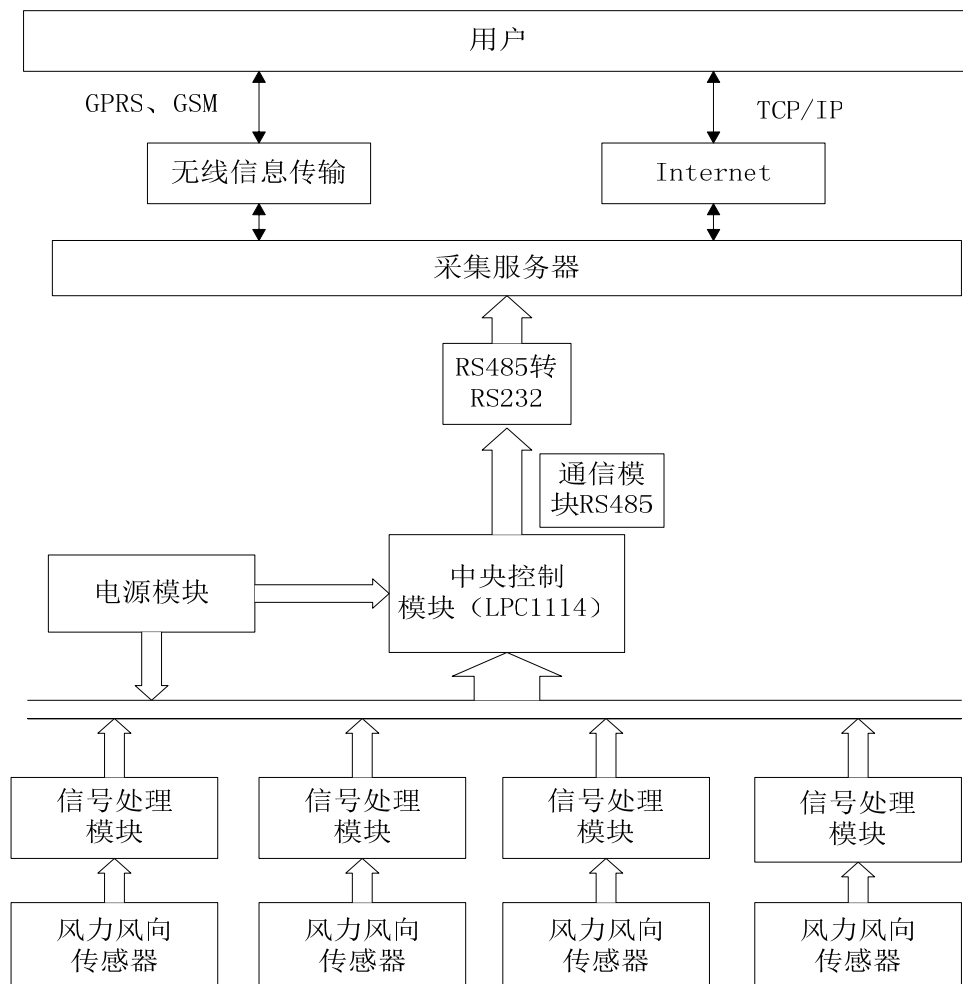 用户
GPRS、GSM
TCP/IP
无线信息传输
Internet
采集服务器
RS485转
RS232
通信模
块RS485
电源模块
中央控制
模块（LPC1114）
信号处理
模块
信号处理
模块
信号处理
模块
信号处理
模块
风力风向
传感器
风力风向
传感器
风力风向
传感器
风力风向
传感器